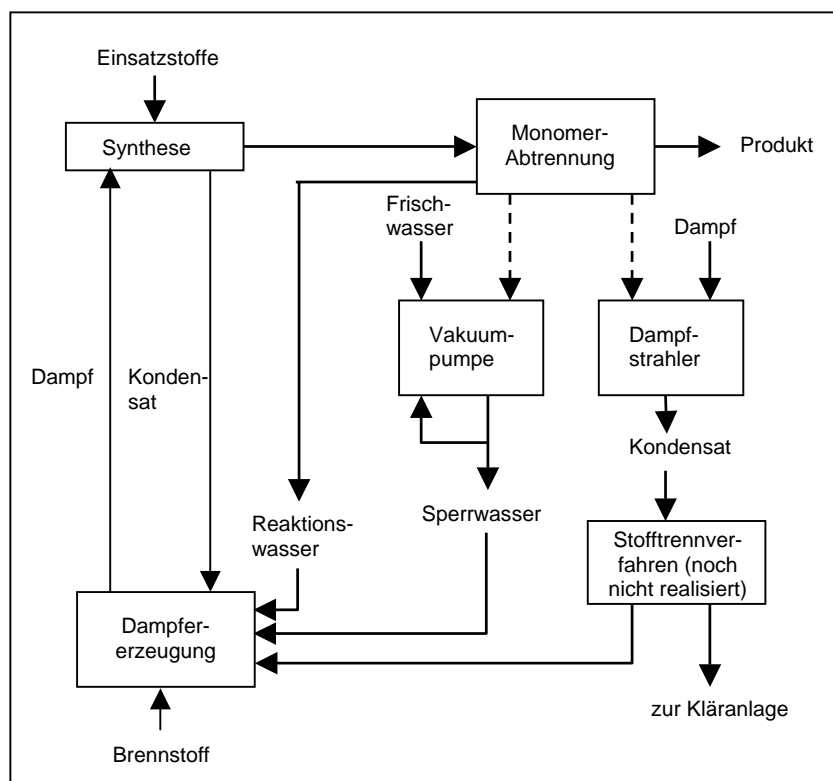 Einsatzstoffe
Synthese
Monomer-
Abtrennung
Produkt
Frisch-
wasser
Dampf
Vakuum-
pumpe
Dampf-
strahler
Dampf
Konden-
sat
Kondensat
Reaktions-
wasser
Sperrwasser
Stofftrennver-
fahren (noch
nicht realisiert)
Dampfer-
erzeugung
zur Kläranlage
Brennstoff